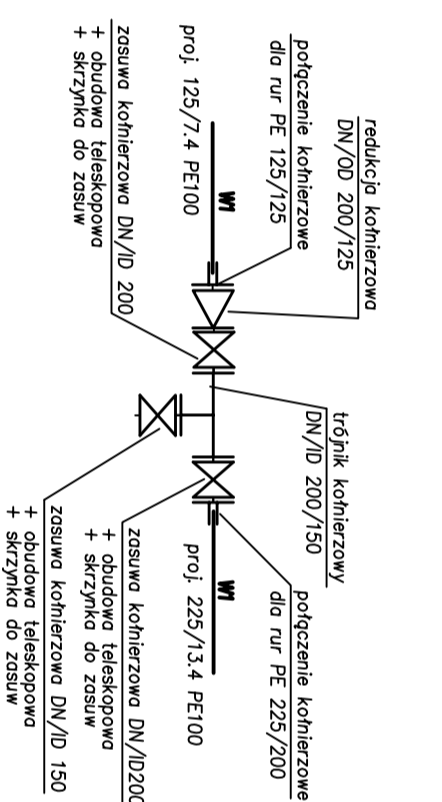 redukcja kołnierzowa
DN/OD 200/125
połączenie kołnierzowe
dla rur PE 125/125
W1
proj. 125/7.4 PE100
zasuwa kołnierzowa DN/ID 200
+ obudowa teleskopowa
+ skrzynka do zasuw
trójnik kołnierzowy
DN/ID 200/150
połączenie kołnierzowe
dla rur PE 225/200
W1
proj. 225/13.4 PE100
zasuwa kołnierzowa DN/ID200
+ obudowa teleskopowa
+ skrzynka do zasuw
zasuwa kołnierzowa DN/ID 150
+ obudowa teleskopowa
+ skrzynka do zasuw